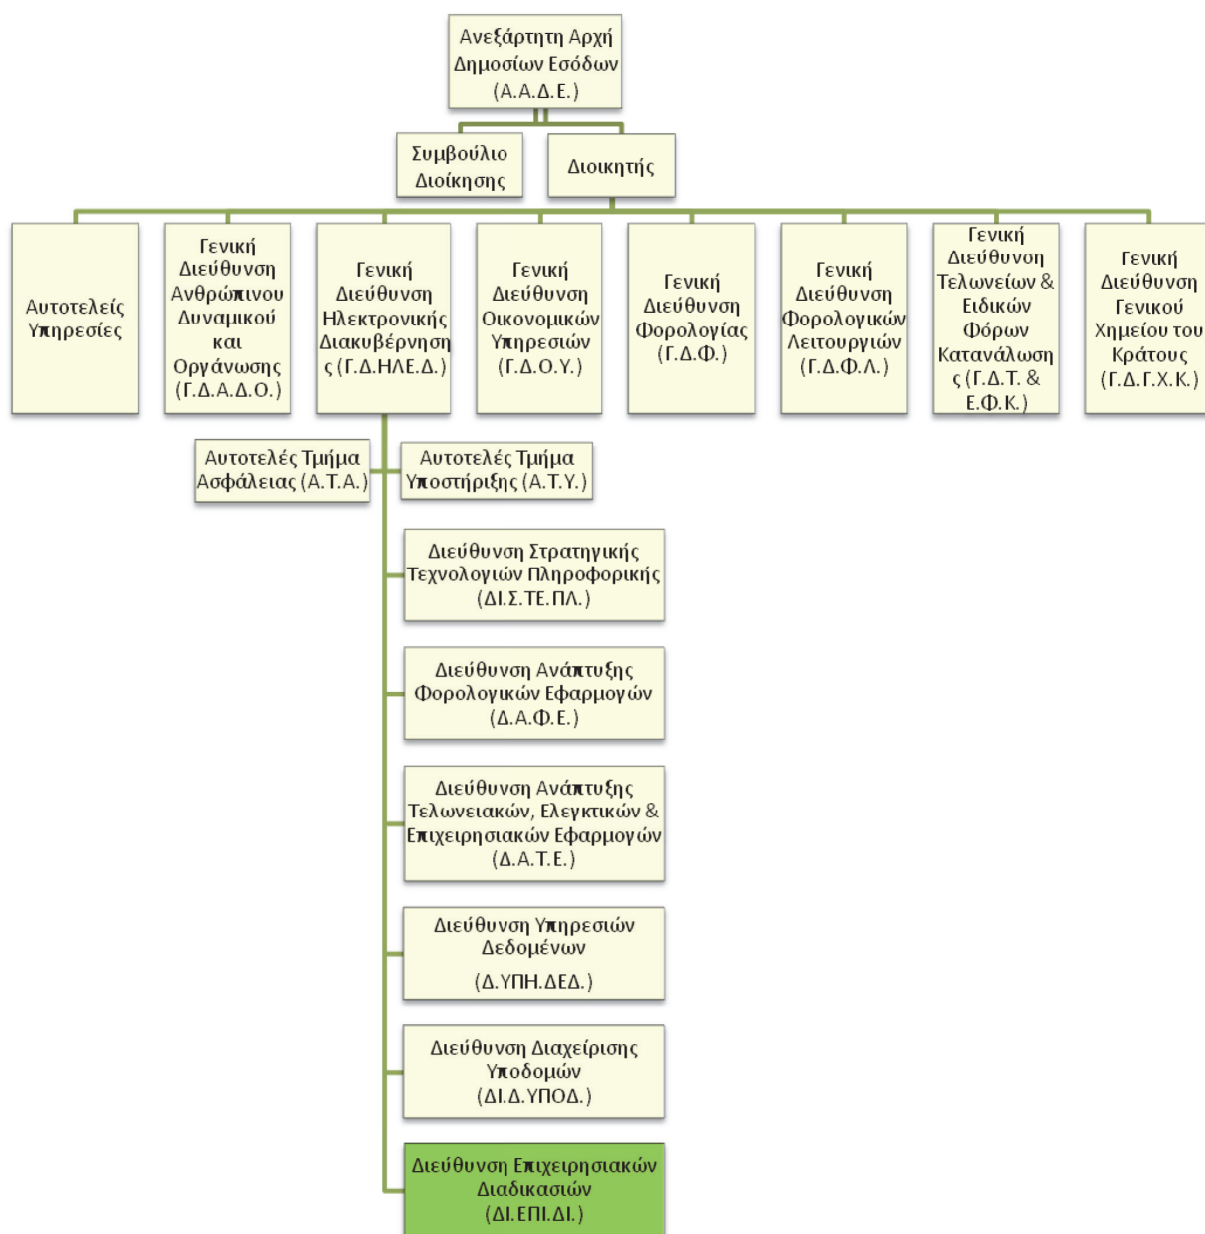 Ανεξάρτητη Αρχή
Δημοσίων Εσόδων
(Α.Α.Δ.Ε.)
Συμβούλιο
Διοίκησης
Διοικητής
Αυτοτελείς
Υπηρεσίες
Γενική
Διεύθυνση
Ανθρώπινου
Δυναμικού
και
Οργάνωσης
(Γ.Δ.Α.Δ.Ο.)
Γενική
Διεύθυνση
Ηλεκτρονικής
Διακυβέρνηση
ς (Γ.Δ.ΗΛΕ.Δ.)
Γενική
Διεύθυνση
Οικονομικών
Υπηρεσιών
(Γ.Δ.Ο.Υ.)
Γενική
Διεύθυνση
Φορολογίας
(Γ.Δ.Φ.)
Γενική
Διεύθυνση
Φορολογικών
Λειτουργιών
(Γ.Δ.Φ.Λ.)
Γενική
Διεύθυνση
Τελωνείων &
Ειδικών
Φόρων
Κατανάλωση
ς (Γ.Δ.Τ. &
Ε.Φ.Κ.)
Γενική
Διεύθυνση
Γενικού
Χημείου του
Κράτους
(Γ.Δ.Γ.Χ.Κ.)
Αυτοτελές Τμήμα
Ασφάλειας (Α.Τ.Α.)
Αυτοτελές Τμήμα
Υποστήριξης (Α.Τ.Υ.)
Διεύθυνση Στρατηγικής
Τεχνολογιών Πληροφορικής
(ΔΙ.Σ.ΤΕ.ΠΛ.)
Διεύθυνση Ανάπτυξης
Φορολογικών Εφαρμογών
(Δ.Α.Φ.Ε.)
Διεύθυνση Ανάπτυξης
Τελωνειακών, Ελεγκτικών &
Επιχειρησιακών Εφαρμογών
(Δ.Α.Τ.Ε.)
Διεύθυνση Υπηρεσιών
Δεδομένων
(Δ.ΥΠΗ.ΔΕΔ.)
Διεύθυνση Διαχείρισης
Υποδομών
(ΔΙ.Δ.ΥΠΟΔ.)
Διεύθυνση Επιχειρησιακών
Διαδικασιών
(ΔΙ.ΕΠΙ.ΔΙ.)